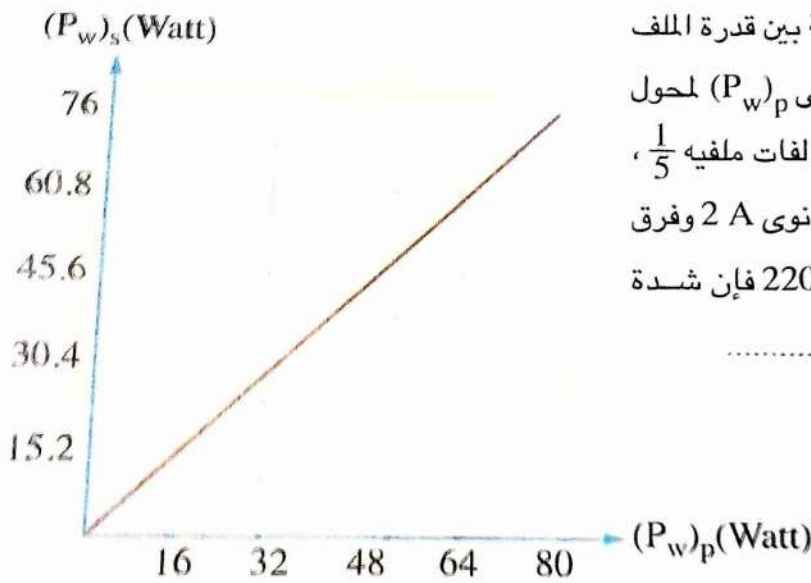 بين قدرة الملف
(P_w)_p لمحول
لفات ملفيه 1/5 ،
2 A وفرق
220 فإن شدة
..............
(P_w)_s(Watt)
76
60.8
45.6
30.4
15.2
16 32 48 64 80
(P_w)_p(Watt)